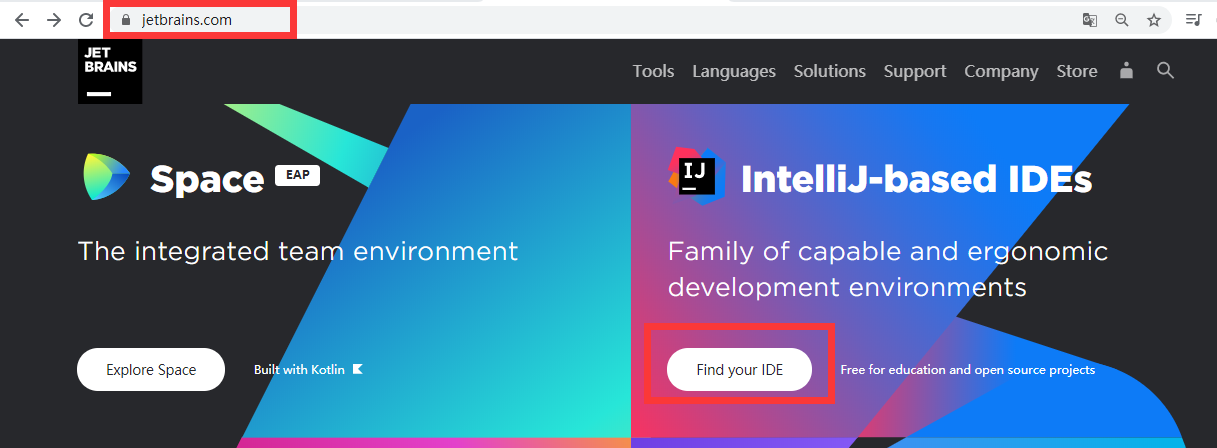 jetbrains.com
JET
BRAINS
Tools Languages Solutions Support Company Store
Space EAP
The integrated team environment
Explore Space
Built with Kotlin
IJ
IntelliJ-based IDEs
Family of capable and ergonomic
development environments
Find your IDE
Free for education and open source projects